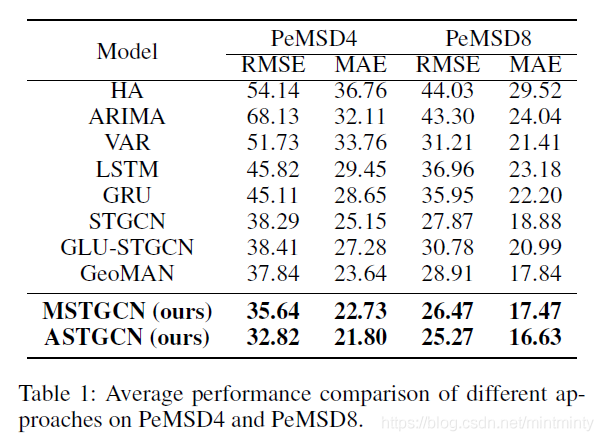 Model PeMSD4 PeMSD8
RMSE MAE RMSE MAE
HA 54.14 36.76 44.03 29.52
ARIMA 68.13 32.11 43.30 24.04
VAR 51.73 33.76 31.21 21.41
LSTM 45.82 29.45 36.96 23.18
GRU 45.11 28.65 35.95 22.20
STGCN 38.29 25.15 27.87 18.88
GLU-STGCN 38.41 27.28 30.78 20.99
GeoMAN 37.84 23.64 28.91 17.84
MSTGCN (ours) 35.64 22.73 26.47 17.47
ASTGCN (ours) 32.82 21.80 25.27 16.63
Table 1: Average performance comparison of different ap-
proaches on PeMSD4 and PeMSD8.
https://blog.csdn.net/mintminty